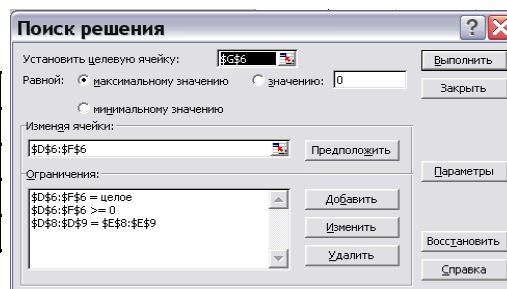 Поиск решения
Установить целевую ячейку: $G$6
Выполнить
Равной: максимальному значению значению: 0
Закрыть
минимальному значению
Изменяя ячейки:
$D$6:$F$6
Предположить
Ограничения:
Параметры
$D$6:$F$6 = целое
$D$6:$F$6 >= 0
$D$8:$D$9 = $E$8:$E$9
Добавить
Изменить
Удалить
Восстановить
Справка